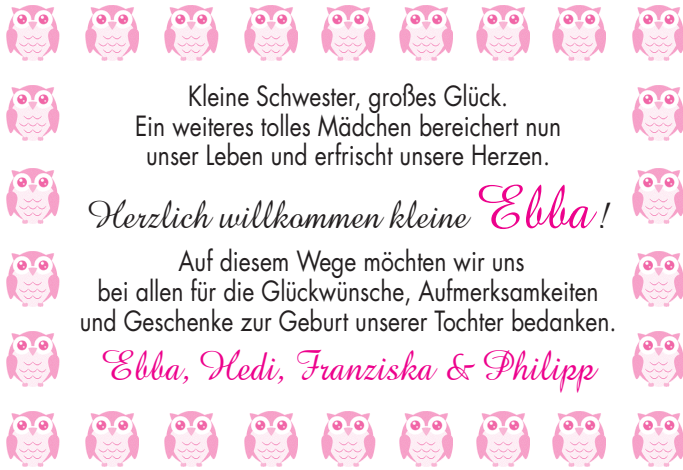 Kleine Schwester, großes Glück.
Ein weiteres tolles Mädchen bereichert nun
unser Leben und erfrischt unsere Herzen.
Herzlich willkommen kleine Ebba!
Auf diesem Wege möchten wir uns
bei allen für die Glückwünsche, Aufmerksamkeiten
und Geschenke zur Geburt unserer Tochter bedanken.
Ebba, Hedi, Franziska & Philipp